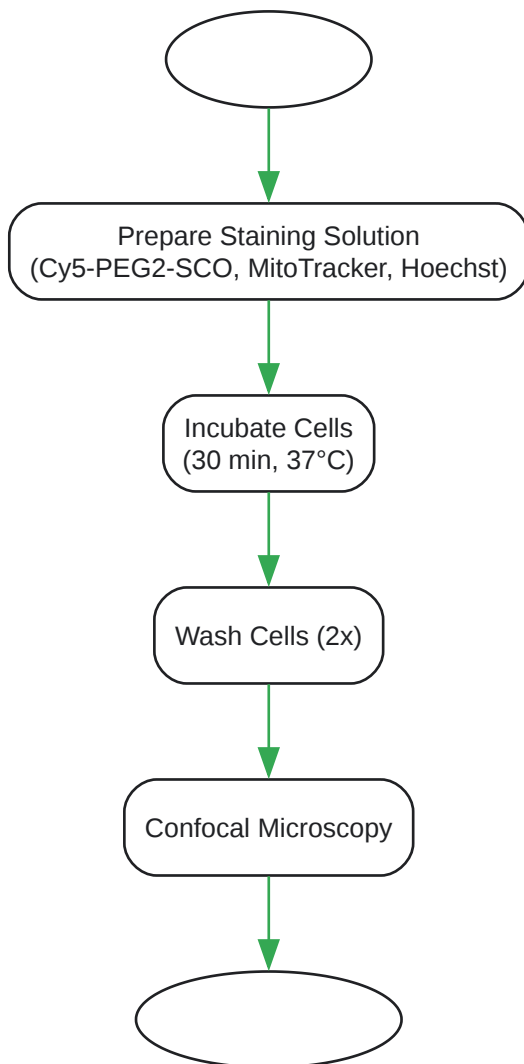 Prepare Staining Solution
(Cy5-PEG2-SCO, MitoTracker, Hoechst)
Incubate Cells
(30 min, 37°C)
Wash Cells (2x)
Confocal Microscopy